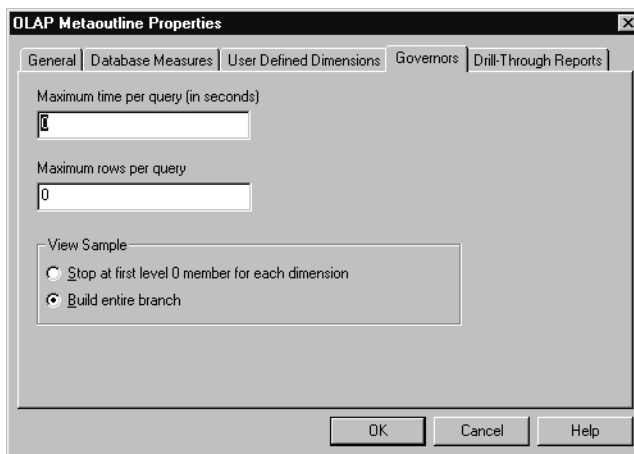 OLAP Metaoutline Properties
General Database Measures User Defined Dimensions Governors Drill-Through Reports
Maximum time per query (in seconds)
0
Maximum rows per query
0
View Sample
Stop at first level 0 member for each dimension
Build entire branch
OK Cancel Help